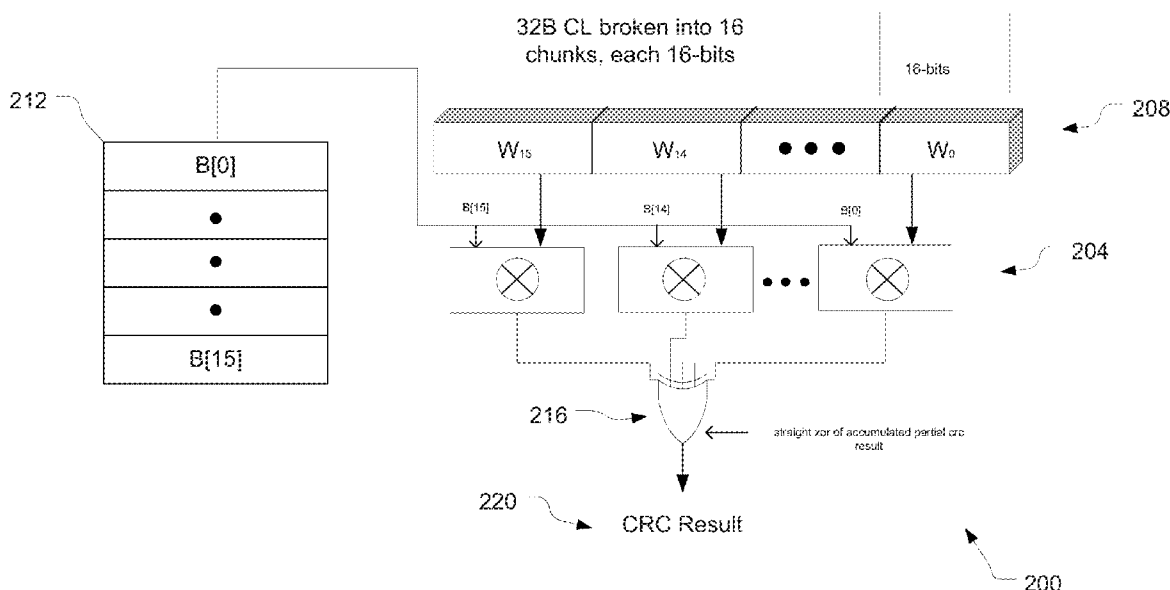 32B CL broken into 16
chunks, each 16-bits
16-bits
212
208
B[0]
W15
W14
W0
B[15]
B[14]
B[0]
204
B[15]
216
straight xor of accumulated partial crc
result
220
CRC Result
200